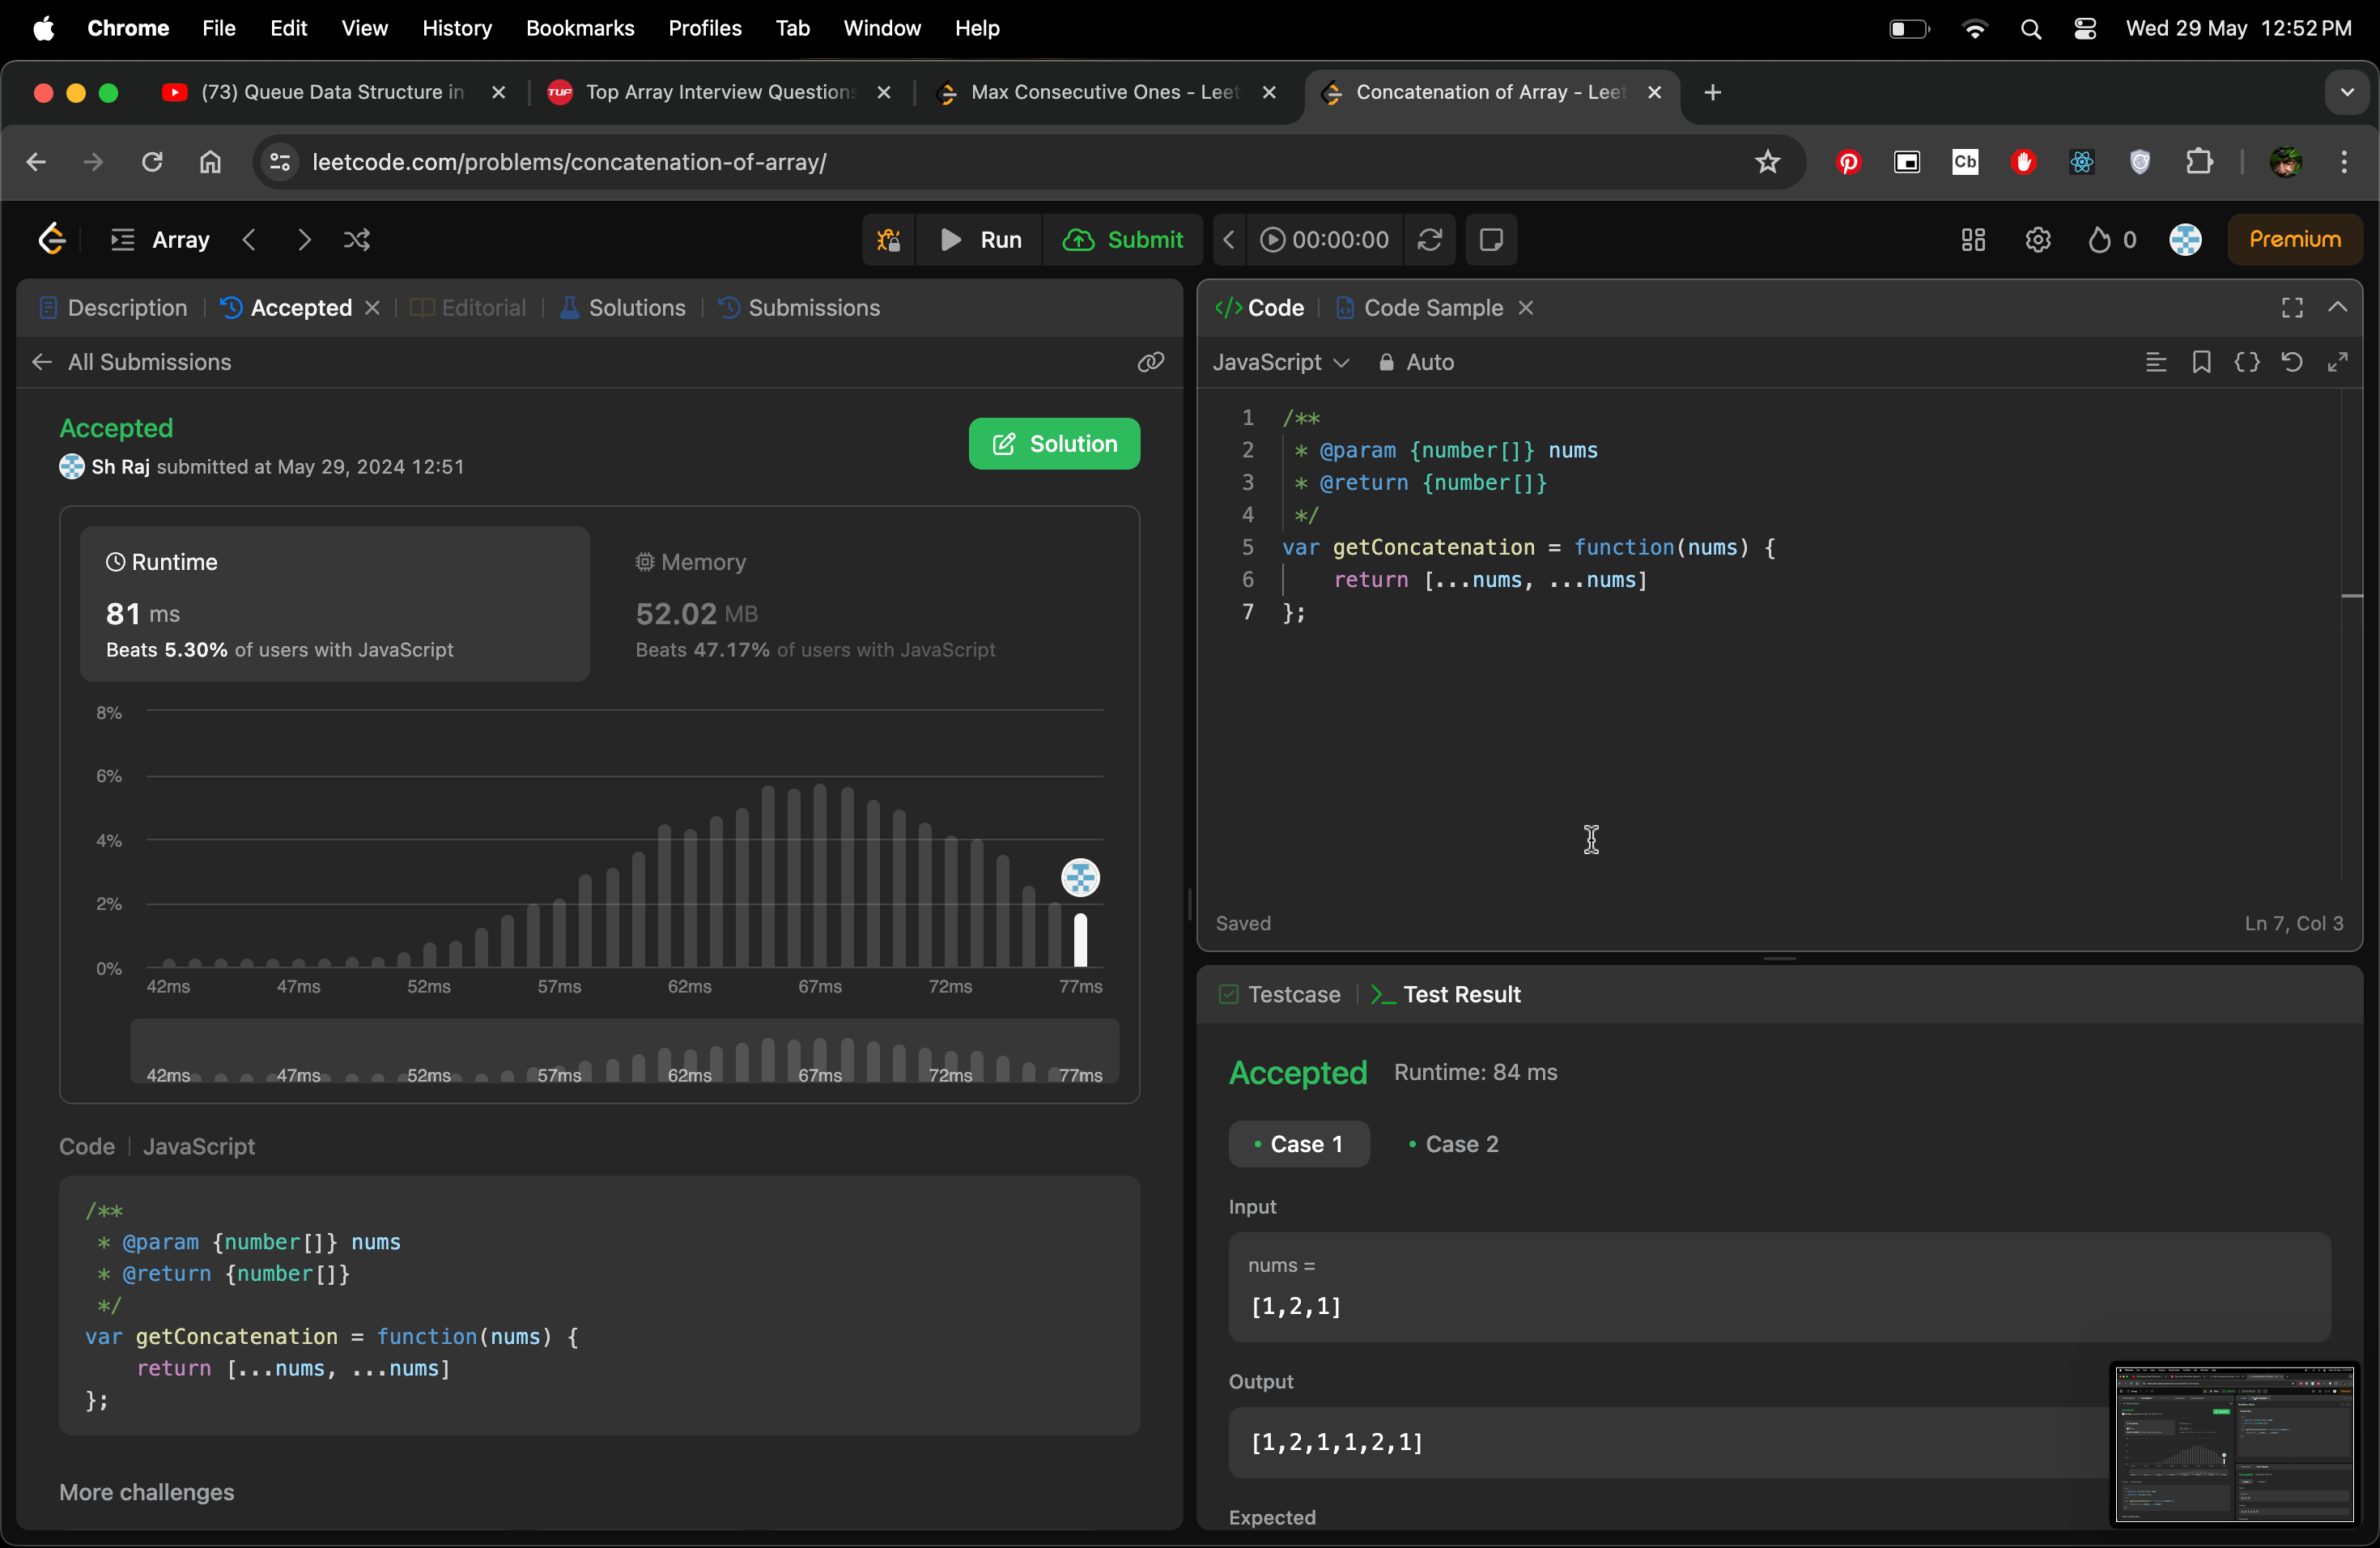 Chrome File Edit View History Bookmarks Profiles Tab Window Help Wed 29 May 12:52 PM
(73) Queue Data Structure in
TUF Top Array Interview Questions
Max Consecutive Ones - Leet
Concatenation of Array - Leet
leetcode.com/problems/concatenation-of-array/
Cb
Array
Run
Submit
00:00:00
0
Premium
Description
Accepted
Editorial
Solutions
Submissions
All Submissions
Accepted
Sh Raj submitted at May 29, 2024 12:51
Solution
Runtime
81 ms
Beats 5.30% of users with JavaScript
Memory
52.02 MB
Beats 47.17% of users with JavaScript
8%
6%
4%
2%
0%
42ms 47ms 52ms 57ms 62ms 67ms 72ms 77ms
42ms 47ms 52ms 57ms 62ms 67ms 72ms 77ms
Code | JavaScript
/**
 * @param {number[]} nums
 * @return {number[]}
 */
var getConcatenation = function(nums) {
    return [...nums, ...nums]
};
More challenges
</> Code
Code Sample
JavaScript
Auto
1 /**
2 * @param {number[]} nums
3 * @return {number[]}
4 */
5 var getConcatenation = function(nums) {
6     return [...nums, ...nums]
7 };
Saved
Ln 7, Col 3
Testcase
Test Result
Accepted Runtime: 84 ms
• Case 1 • Case 2
Input
nums =
[1,2,1]
Output
[1,2,1,1,2,1]
Expected